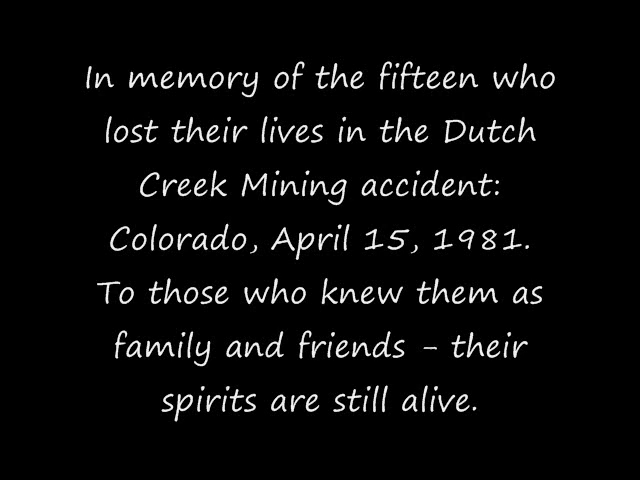 In memory of the fifteen who
lost their lives in the Dutch
Creek Mining accident:
Colorado, April 15, 1981.
To those who knew them as
family and friends - their
spirits are still alive.